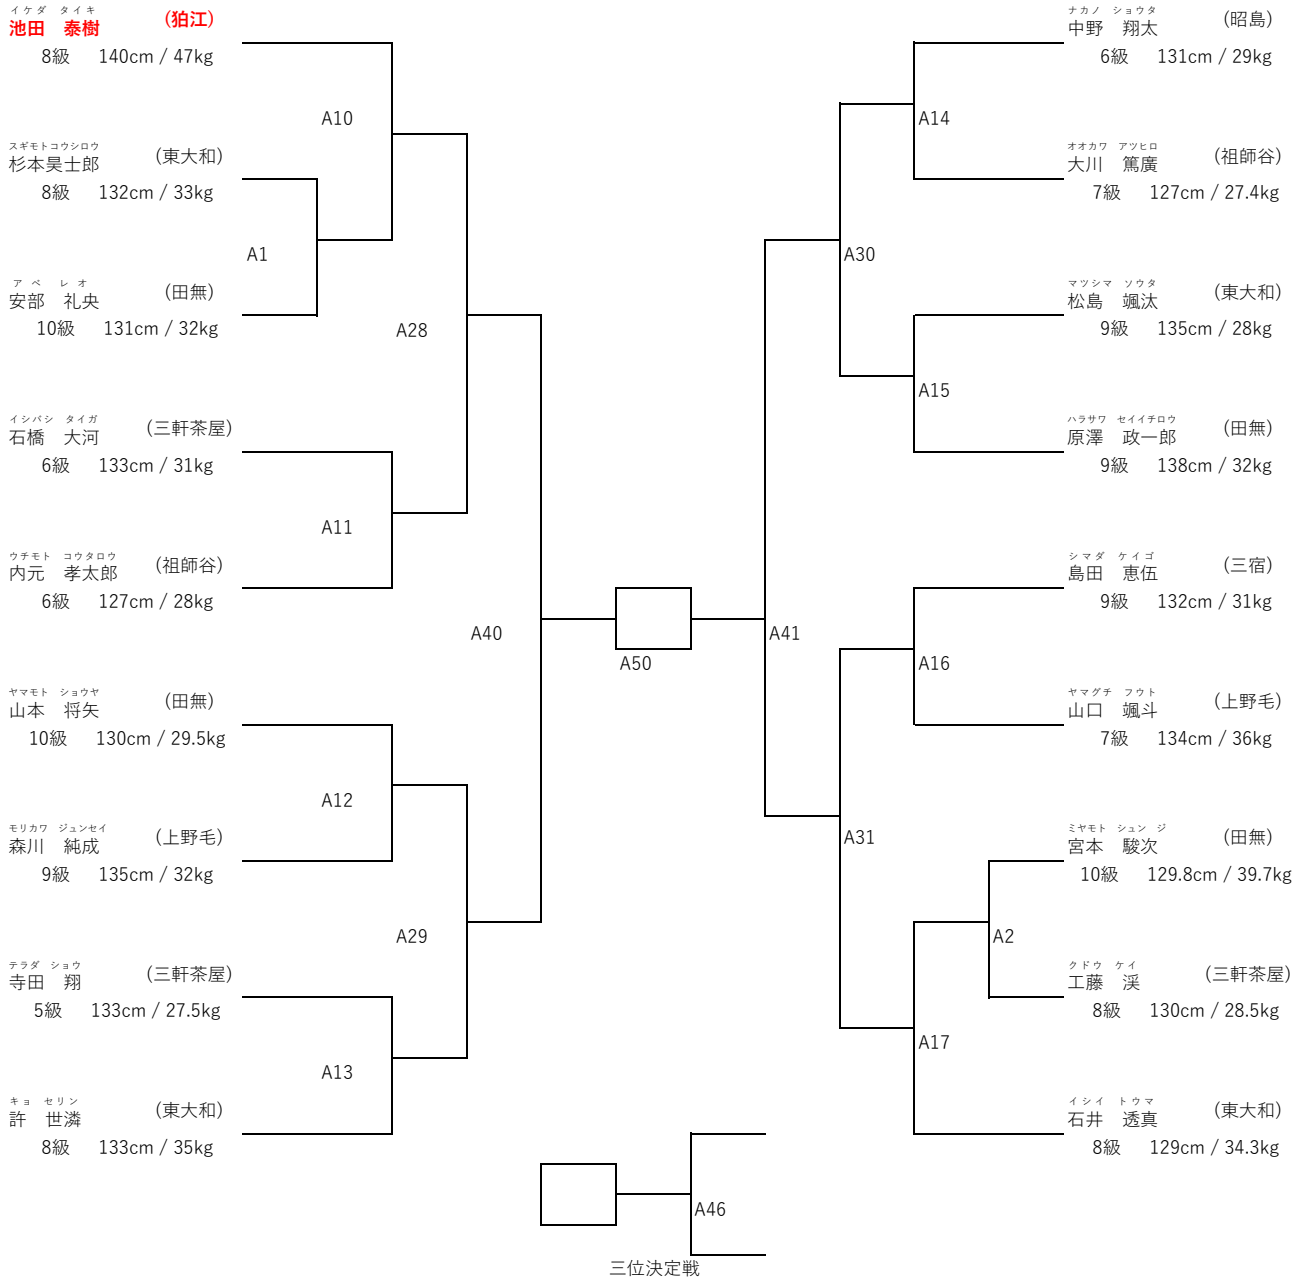 イケダ　タイキ
池田　泰樹　(狛江)
8級　140cm / 47kg
A10
スギモトコウシロウ
杉本昊士郎　(東大和)
8級　132cm / 33kg
A1
アベ　レオ
安部　礼央　(田無)
10級　131cm / 32kg
A28
イシバシ　タイガ
石橋　大河　(三軒茶屋)
6級　133cm / 31kg
A11
ウチモト　コウタロウ
内元　孝太郎　(祖師谷)
6級　127cm / 28kg
A40
ヤマモト　ショウヤ
山本　将矢　(田無)
10級　130cm / 29.5kg
A12
モリカワ　ジュンセイ
森川　純成　(上野毛)
9級　135cm / 32kg
A29
テラダ　ショウ
寺田　翔　(三軒茶屋)
5級　133cm / 27.5kg
A13
キョ　セリン
許　世潾　(東大和)
8級　133cm / 35kg
A50
ナカノ　ショウタ
中野　翔太　(昭島)
6級　131cm / 29kg
A14
オオカワ　アツヒロ
大川　篤廣　(祖師谷)
7級　127cm / 27.4kg
A30
マツシマ　ソウタ
松島　颯汰　(東大和)
9級　135cm / 28kg
A15
ハラサワ　セイイチロウ
原澤　政一郎　(田無)
9級　138cm / 32kg
シマダ　ケイゴ
島田　恵伍　(三宿)
9級　132cm / 31kg
A41
A16
ヤマグチ　フウト
山口　颯斗　(上野毛)
7級　134cm / 36kg
A31
ミヤモト　シュンジ
宮本　駿次　(田無)
10級　129.8cm / 39.7kg
A2
クドウ　ケイ
工藤　渓　(三軒茶屋)
8級　130cm / 28.5kg
A17
イシイ　トウマ
石井　透真　(東大和)
8級　129cm / 34.3kg
A46
三位決定戦